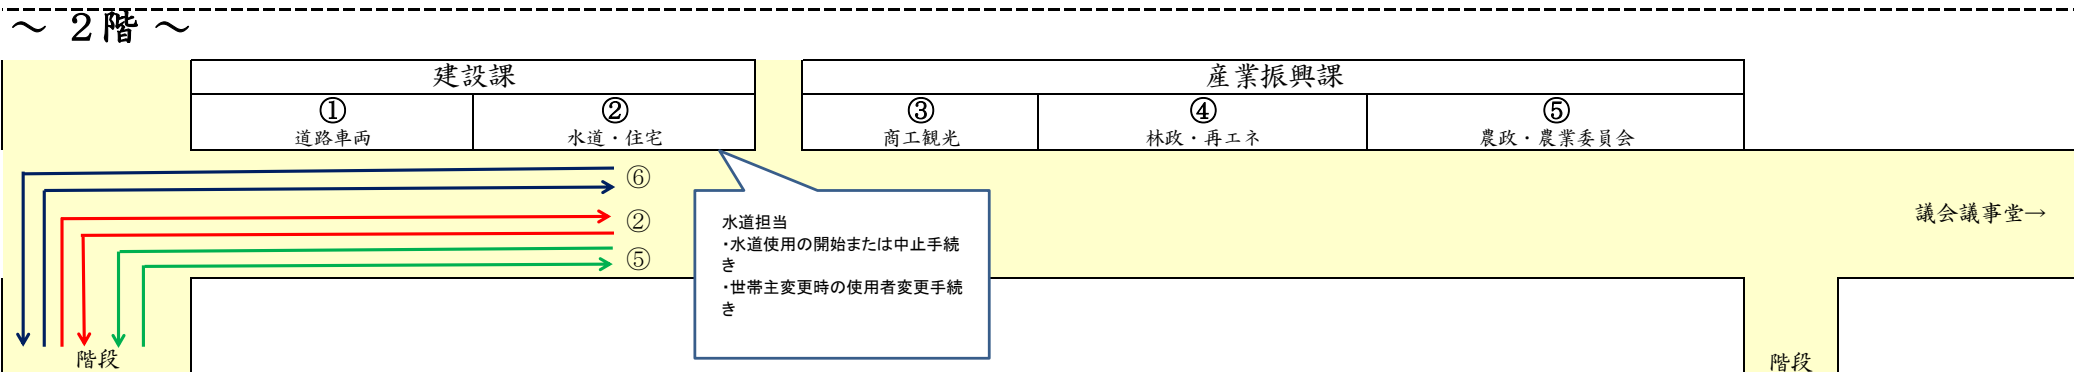 ～ ２階 ～
建設課
産業振興課
①
②
③
④
⑤
道路車両
水道・住宅
商工観光
林政・再エネ
農政・農業委員会
⑥
②
⑤
水道担当
・水道使用の開始または中止手続
き
・世帯主変更時の使用者変更手続
き
議会議事堂→
階段
階段